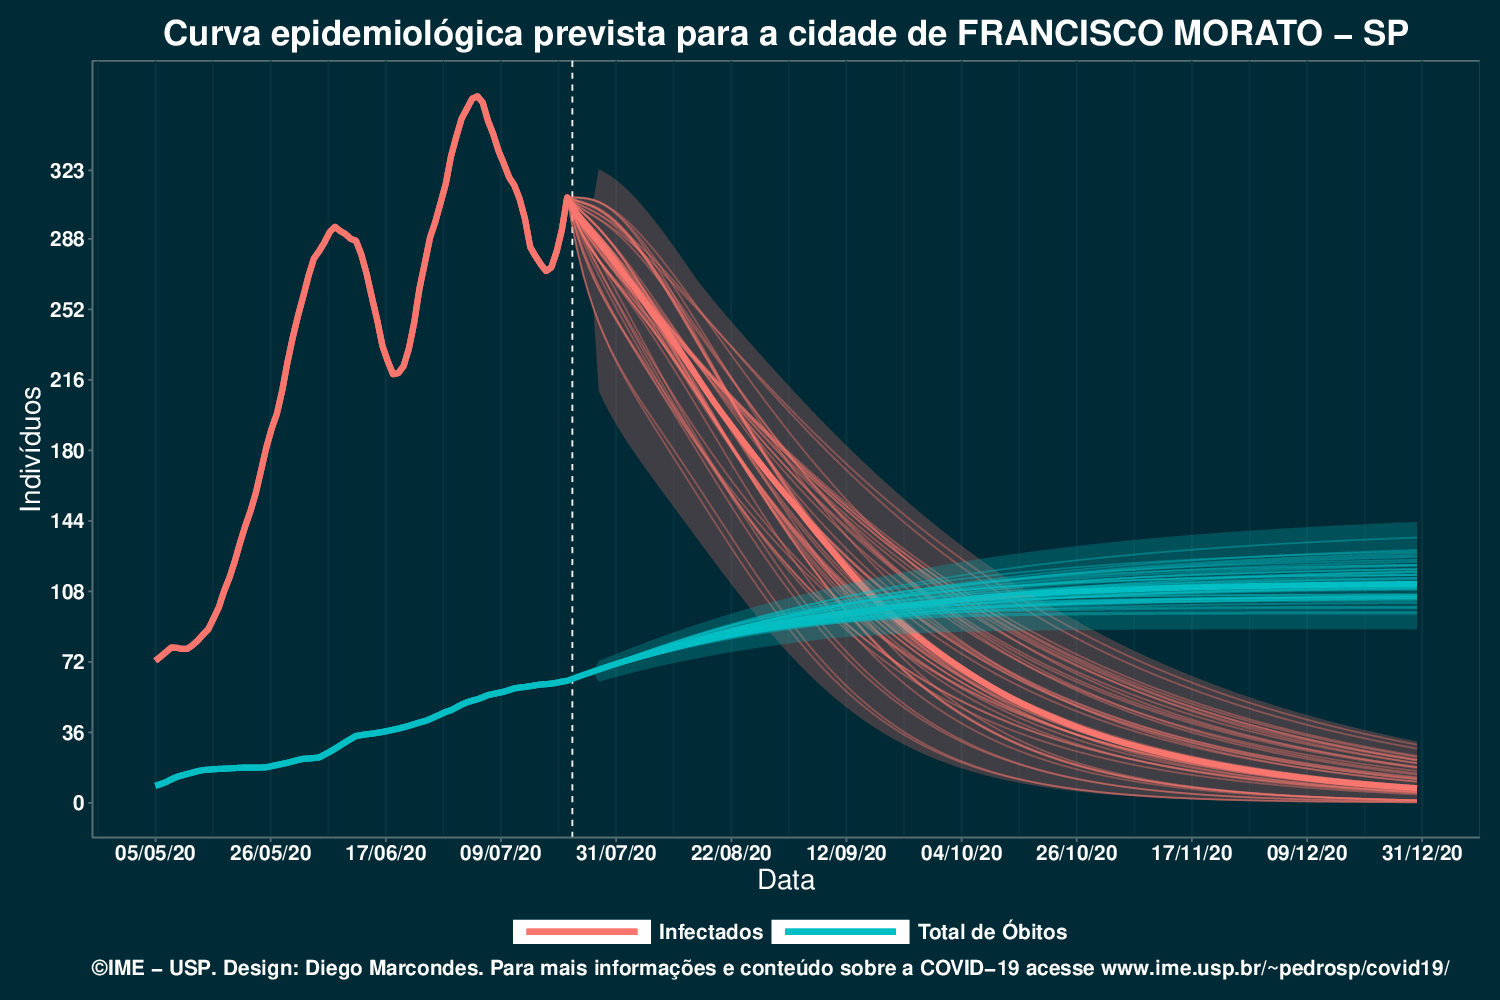 Curva epidemiológica prevista para a cidade de FRANCISCO MORATO – SP
Indivíduos
323
288
252
216
180
144
108
72
36
0
05/05/20 26/05/20 17/06/20 09/07/20 31/07/20 22/08/20 12/09/20 04/10/20 26/10/20 17/11/20 09/12/20 31/12/20
Data
Infectados Total de Óbitos
©IME – USP. Design: Diego Marcondes. Para mais informações e conteúdo sobre a COVID–19 acesse www.ime.usp.br/~pedrosp/covid19/